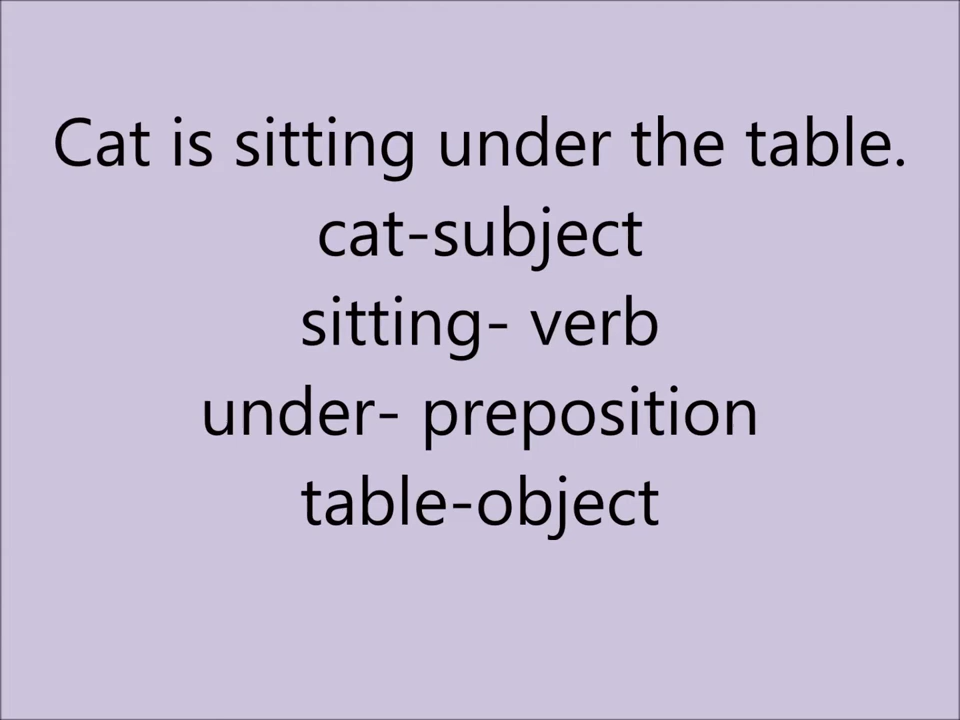 Cat is sitting under the table.
cat-subject
sitting- verb
under- preposition
table-object